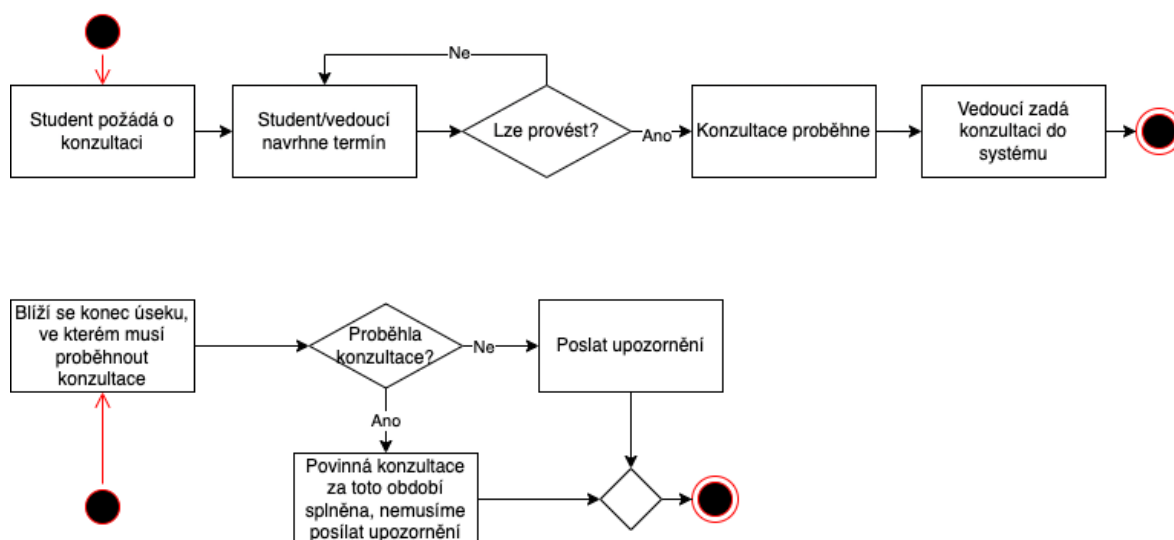 Ne
Student požádá o
konzultaci
Student/vedoucí
navrhne termín
Lze provést?
Ano
Konzultace proběhne
Vedoucí zadá
konzultaci do
systému
Blíží se konec úseku,
ve kterém musí
proběhnout
konzultace
Proběhla
konzultace?
Ne
Poslat upozornění
Ano
Povinná konzultace
za toto období
splněna, nemusíme
posílat upozornění